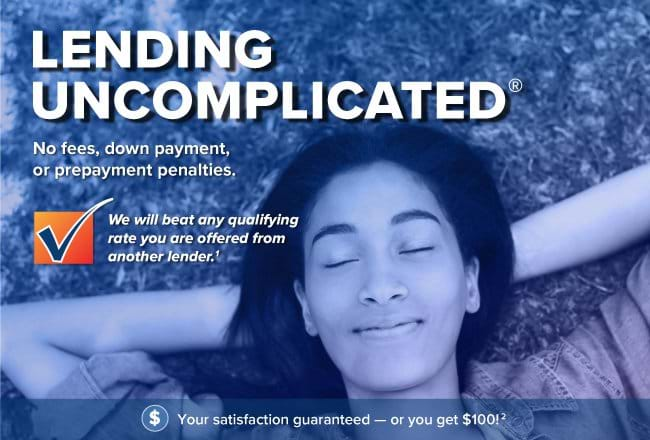 LENDING
UNCOMPLICATED®
No fees, down payment,
or prepayment penalties.
We will beat any qualifying
rate you are offered from
another lender.¹
$ Your satisfaction guaranteed — or you get $100!²